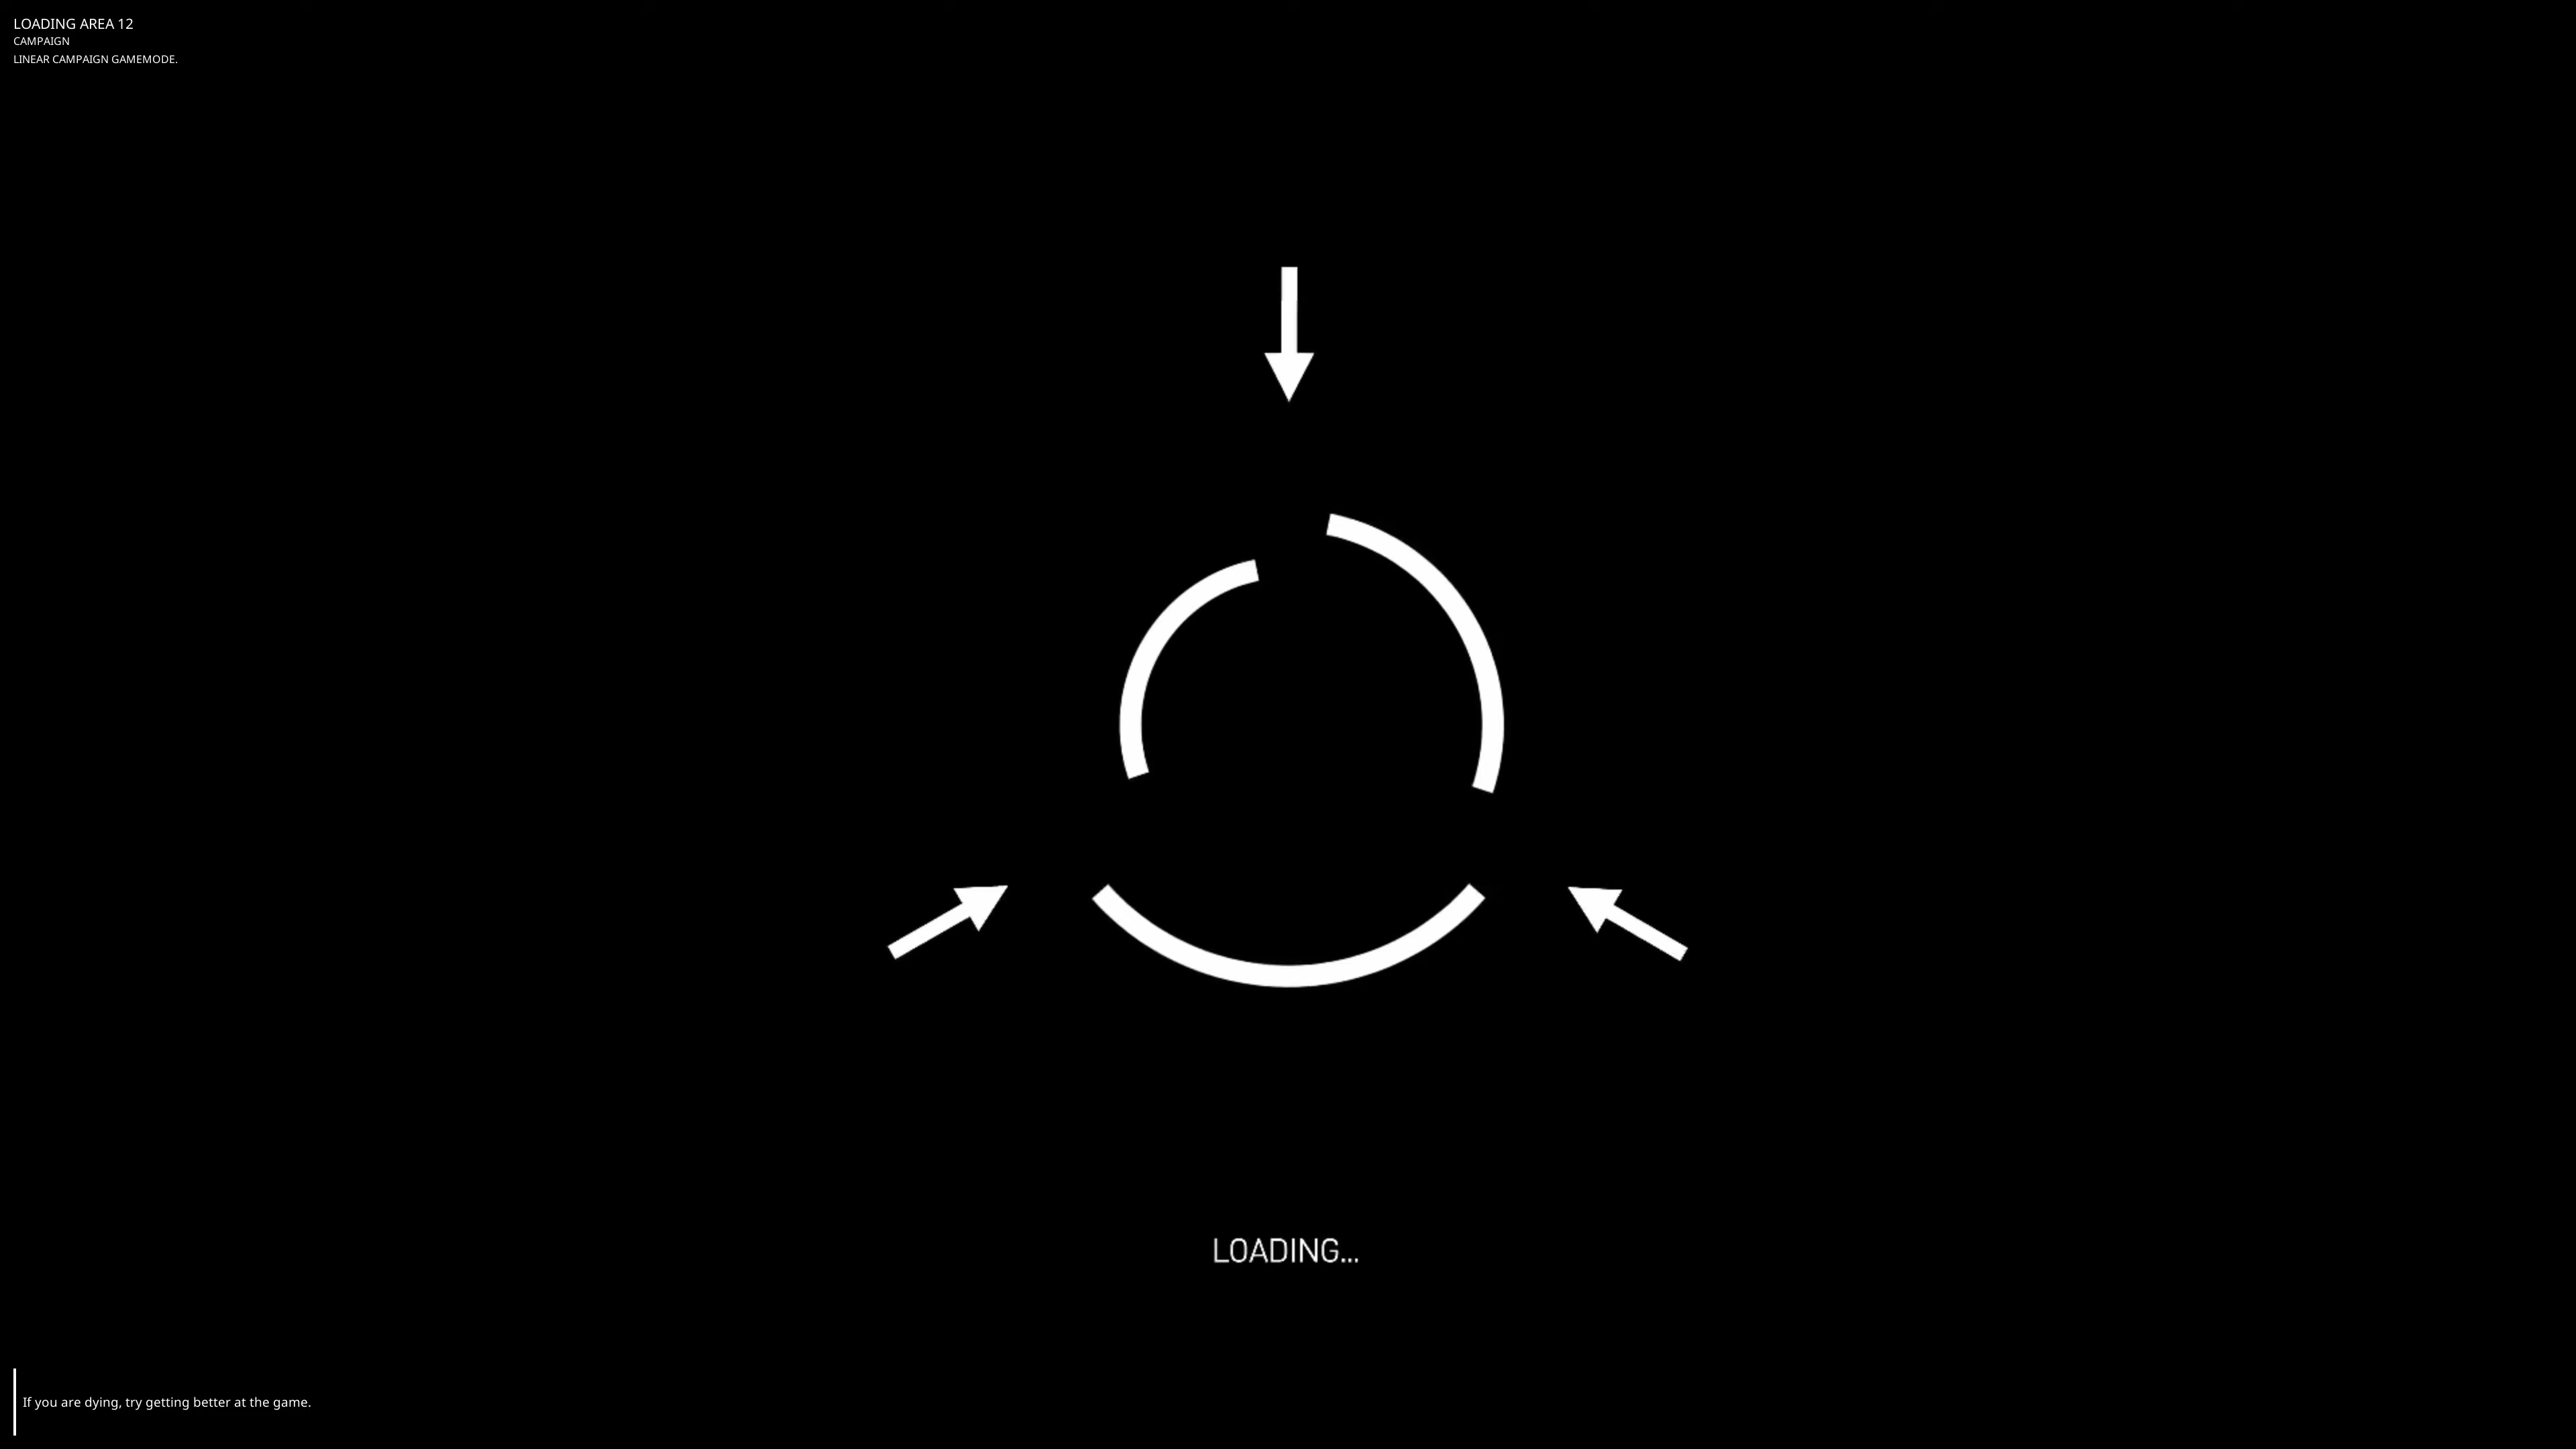 LOADING AREA 12
CAMPAIGN
LINEAR CAMPAIGN GAMEMODE.
LOADING...
If you are dying, try getting better at the game.